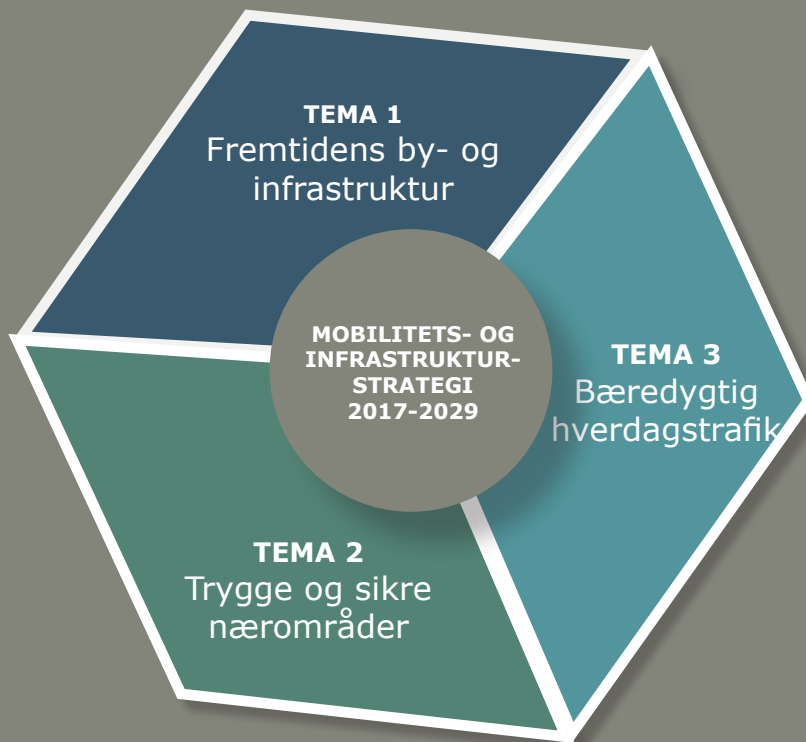 TEMA 1
Fremtidens by- og
infrastruktur
MOBILITETS- OG
INFRASTRUKTUR-
STRATEGI
2017-2029
TEMA 3
Bæredygtig
hverdagstrafik
TEMA 2
Trygge og sikre
nærområder